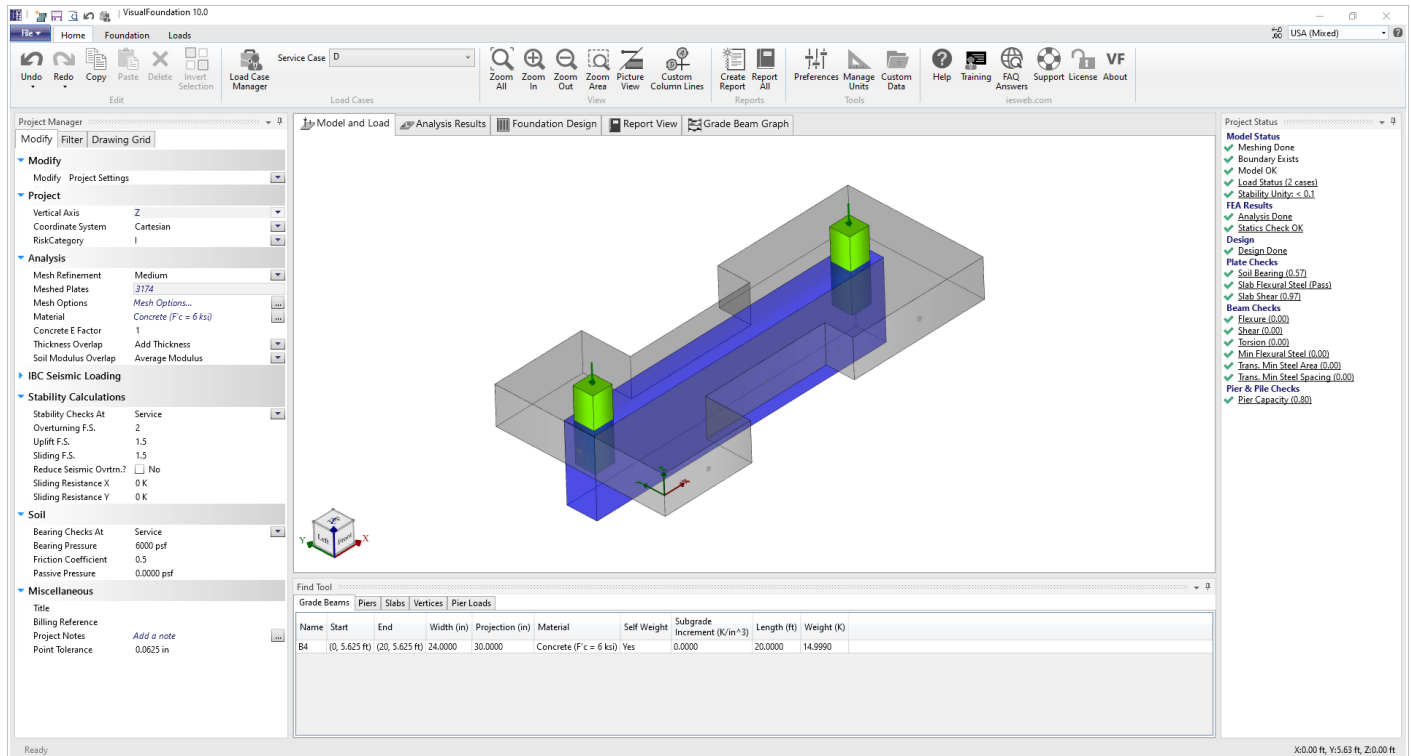 VisualFoundation 10.0
File Home Foundation Loads USA (Mixed)
Undo Redo Copy Paste Delete Invert Selection
Edit
Load Case Manager Service Case D
Load Cases
Zoom All Zoom In Zoom Out Zoom Area Picture View Custom Column Lines
View
Create Report Report All
Reports
Preferences Manage Units Custom Data
Tools
Help Training FAQ Answers Support License VF About
iesweb.com
Project Manager
Modify Filter Drawing Grid
Modify
Modify Project Settings
Project
Vertical Axis Z
Coordinate System Cartesian
RiskCategory I
Analysis
Mesh Refinement Medium
Meshed Plates 3174
Mesh Options Mesh Options...
Material Concrete (F'c = 6 ksi)
Concrete E Factor 1
Thickness Overlap Add Thickness
Soil Modulus Overlap Average Modulus
IBC Seismic Loading
Stability Calculations
Stability Checks At Service
Overturning F.S. 2
Uplift F.S. 1.5
Sliding F.S. 1.5
Reduce Seismic Ovrtrn.? No
Sliding Resistance X 0 K
Sliding Resistance Y 0 K
Soil
Bearing Checks At Service
Bearing Pressure 6000 psf
Friction Coefficient 0.5
Passive Pressure 0.0000 psf
Miscellaneous
Title
Billing Reference
Project Notes Add a note
Point Tolerance 0.0625 in
Model and Load Analysis Results Foundation Design Report View Grade Beam Graph
Top
Left Front
Y X
Find Tool
Grade Beams Piers Slabs Vertices Pier Loads
Name Start End Width (in) Projection (in) Material Self Weight Subgrade Increment (K/in^3) Length (ft) Weight (K)
B4 (0, 5.625 ft) (20, 5.625 ft) 24.0000 30.0000 Concrete (F'c = 6 ksi) Yes 0.0000 20.0000 14.9990
Project Status
Model Status
Meshing Done
Boundary Exists
Model OK
Load Status (2 cases)
Stability Unity: < 0.1
FEA Results
Analysis Done
Statics Check OK
Design
Design Done
Plate Checks
Soil Bearing (0.57)
Slab Flexural Steel (Pass)
Slab Shear (0.97)
Beam Checks
Flexure (0.00)
Shear (0.00)
Torsion (0.00)
Min Flexural Steel (0.00)
Trans. Min Steel Area (0.00)
Trans. Min Steel Spacing (0.00)
Pier & Pile Checks
Pier Capacity (0.80)
Ready X:0.00 ft, Y:5.63 ft, Z:0.00 ft